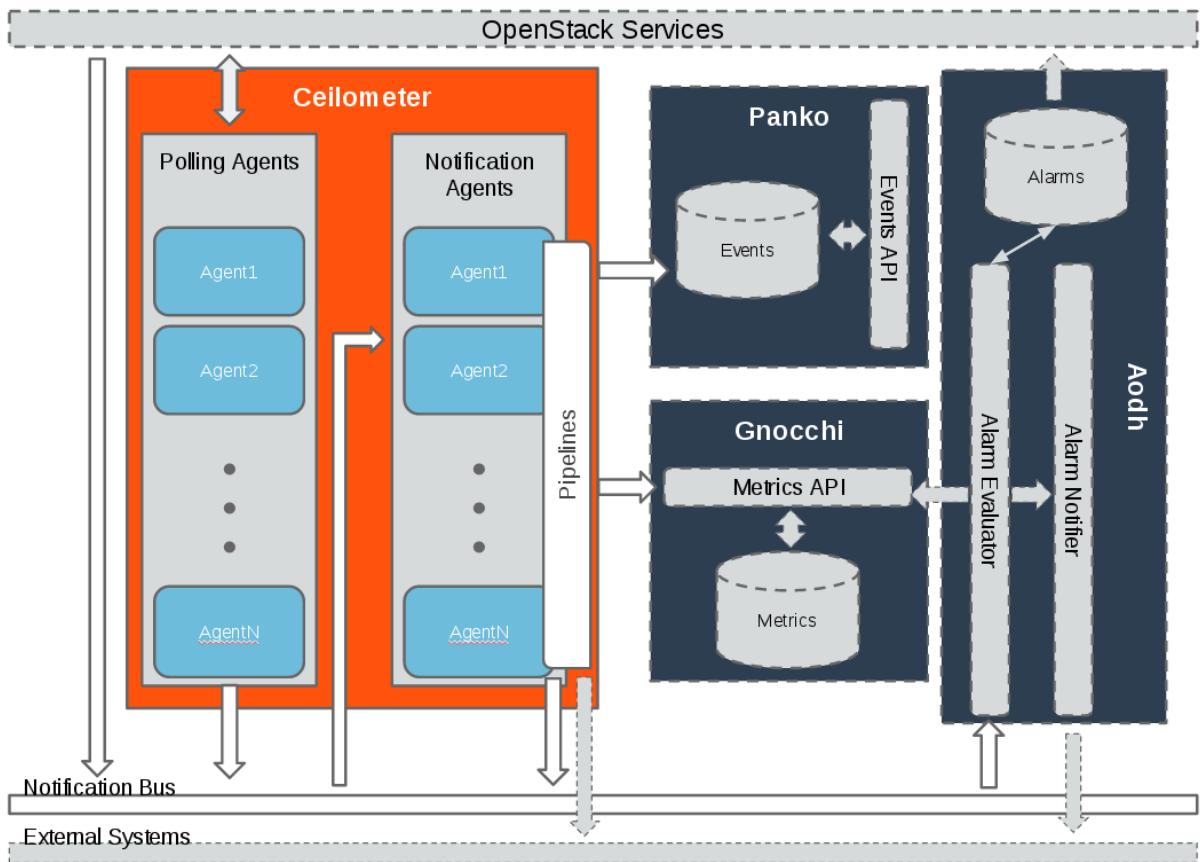 OpenStack Services
Ceilometer
Polling Agents
Agent1
Agent2
AgentN
Notification
Agents
Agent1
Agent2
AgentN
Pipelines
Panko
Events
Events API
Gnocchi
Metrics API
Metrics
Alarms
Alarm Evaluator
Alarm Notifier
Aodh
Notification Bus
External Systems